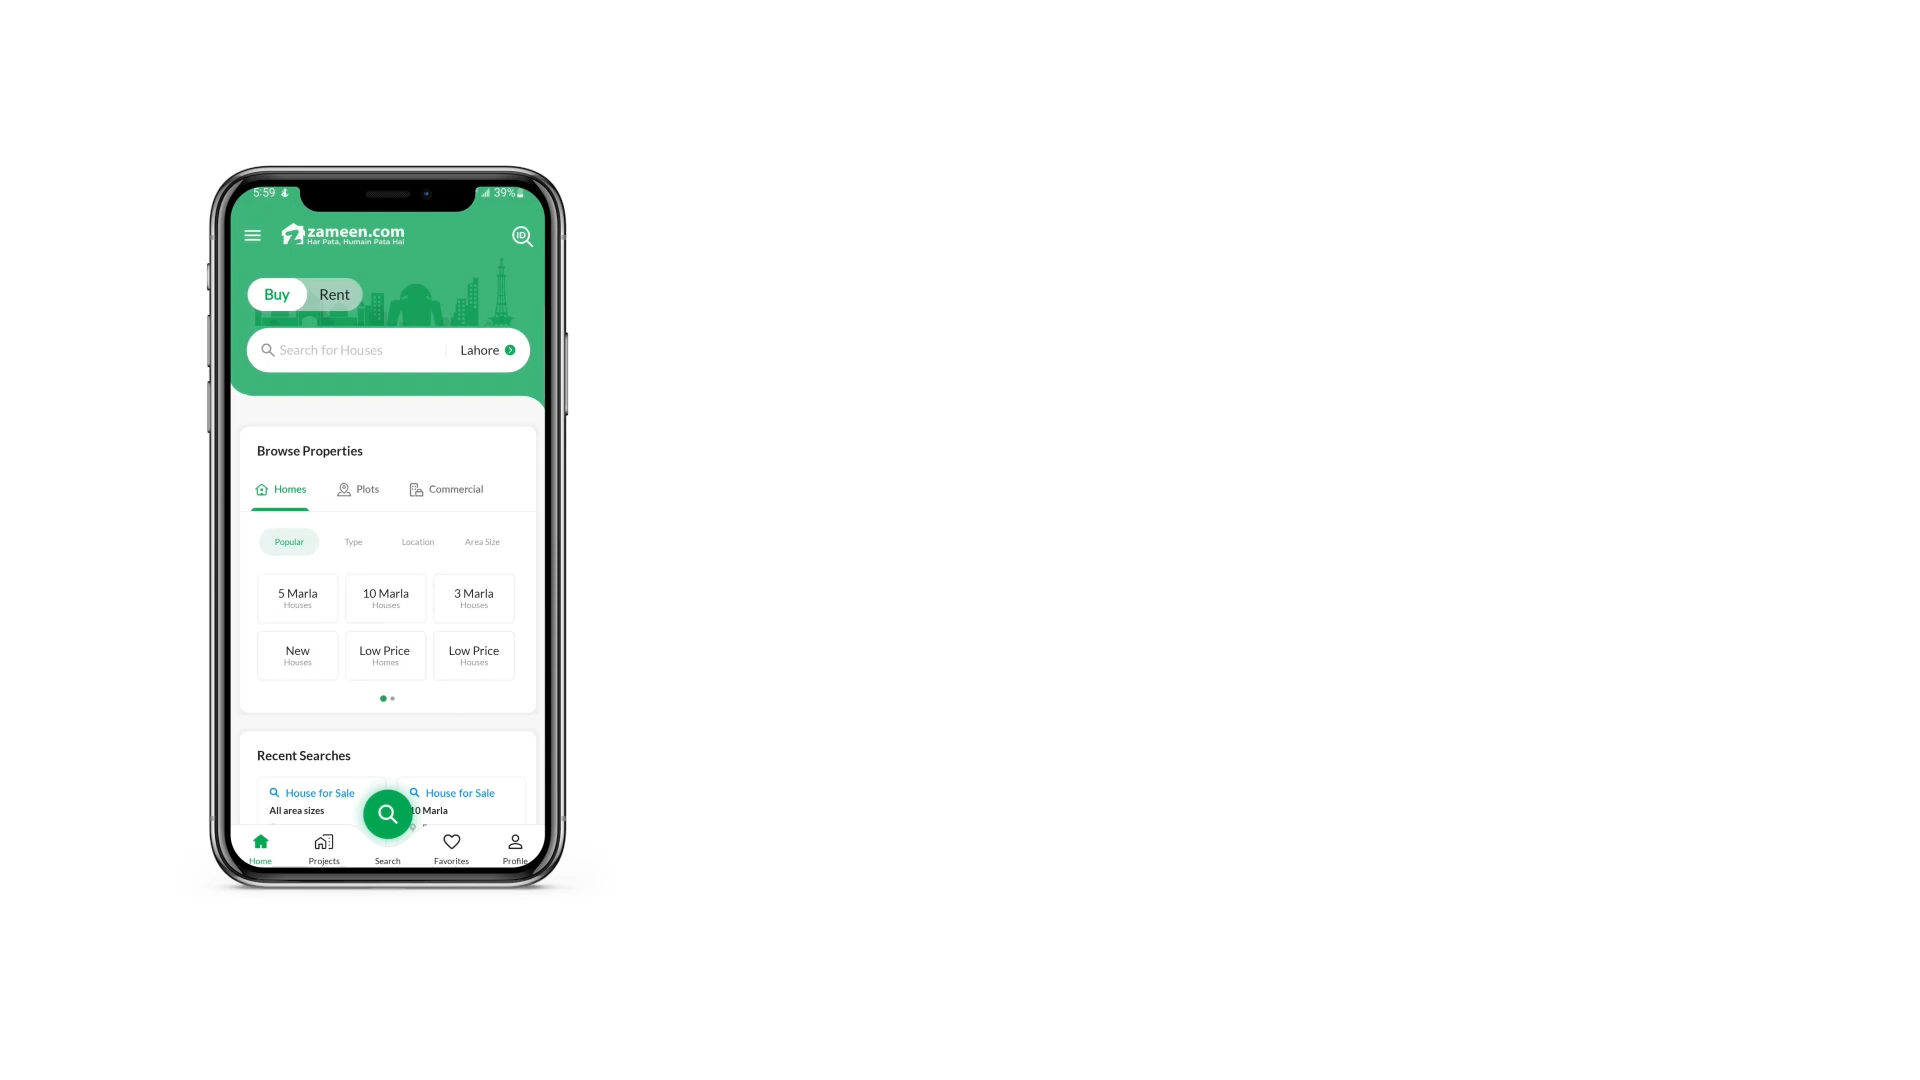 5:59
39%
zameen.com
Har Pata, Humain Pata Hai
ID
Buy Rent
Search for Houses Lahore
Browse Properties
Homes Plots Commercial
Popular Type Location Area Size
5 Marla 10 Marla 3 Marla
Houses Houses Houses
New Low Price Low Price
Houses Homes Houses
Recent Searches
House for Sale House for Sale
All area sizes 10 Marla
Home Projects Search Favorites Profile